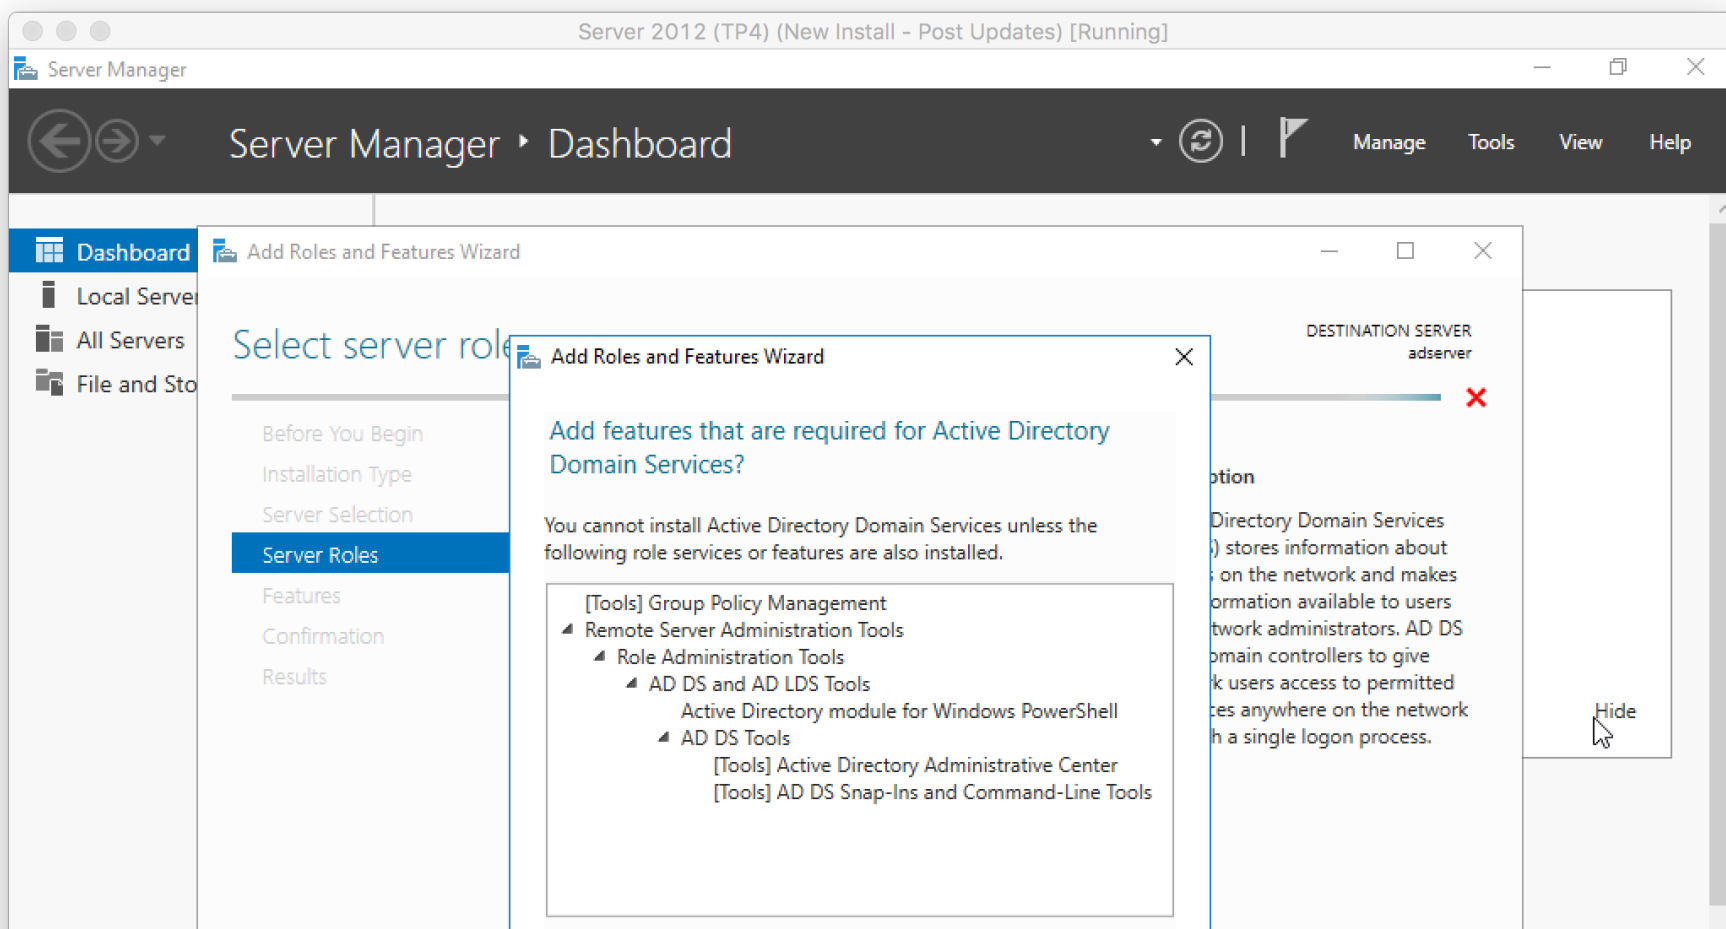 Server 2012 (TP4) (New Install - Post Updates) [Running]
Server Manager
Server Manager ‣ Dashboard
Manage Tools View Help
Dashboard
Local Server
All Servers
File and Sto
Add Roles and Features Wizard
Select server role
DESTINATION SERVER
adserver
Before You Begin
Installation Type
Server Selection
Server Roles
Features
Confirmation
Results
Add Roles and Features Wizard
Add features that are required for Active Directory
Domain Services?
You cannot install Active Directory Domain Services unless the
following role services or features are also installed.
[Tools] Group Policy Management
Remote Server Administration Tools
Role Administration Tools
AD DS and AD LDS Tools
Active Directory module for Windows PowerShell
AD DS Tools
[Tools] Active Directory Administrative Center
[Tools] AD DS Snap-Ins and Command-Line Tools
ption
Directory Domain Services
) stores information about
on the network and makes
ormation available to users
twork administrators. AD DS
omain controllers to give
k users access to permitted
ces anywhere on the network
h a single logon process.
Hide